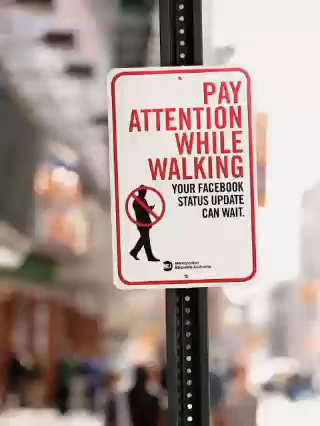 PAY
ATTENTION
WHILE
WALKING
YOUR FACEBOOK
STATUS UPDATE
CAN WAIT.